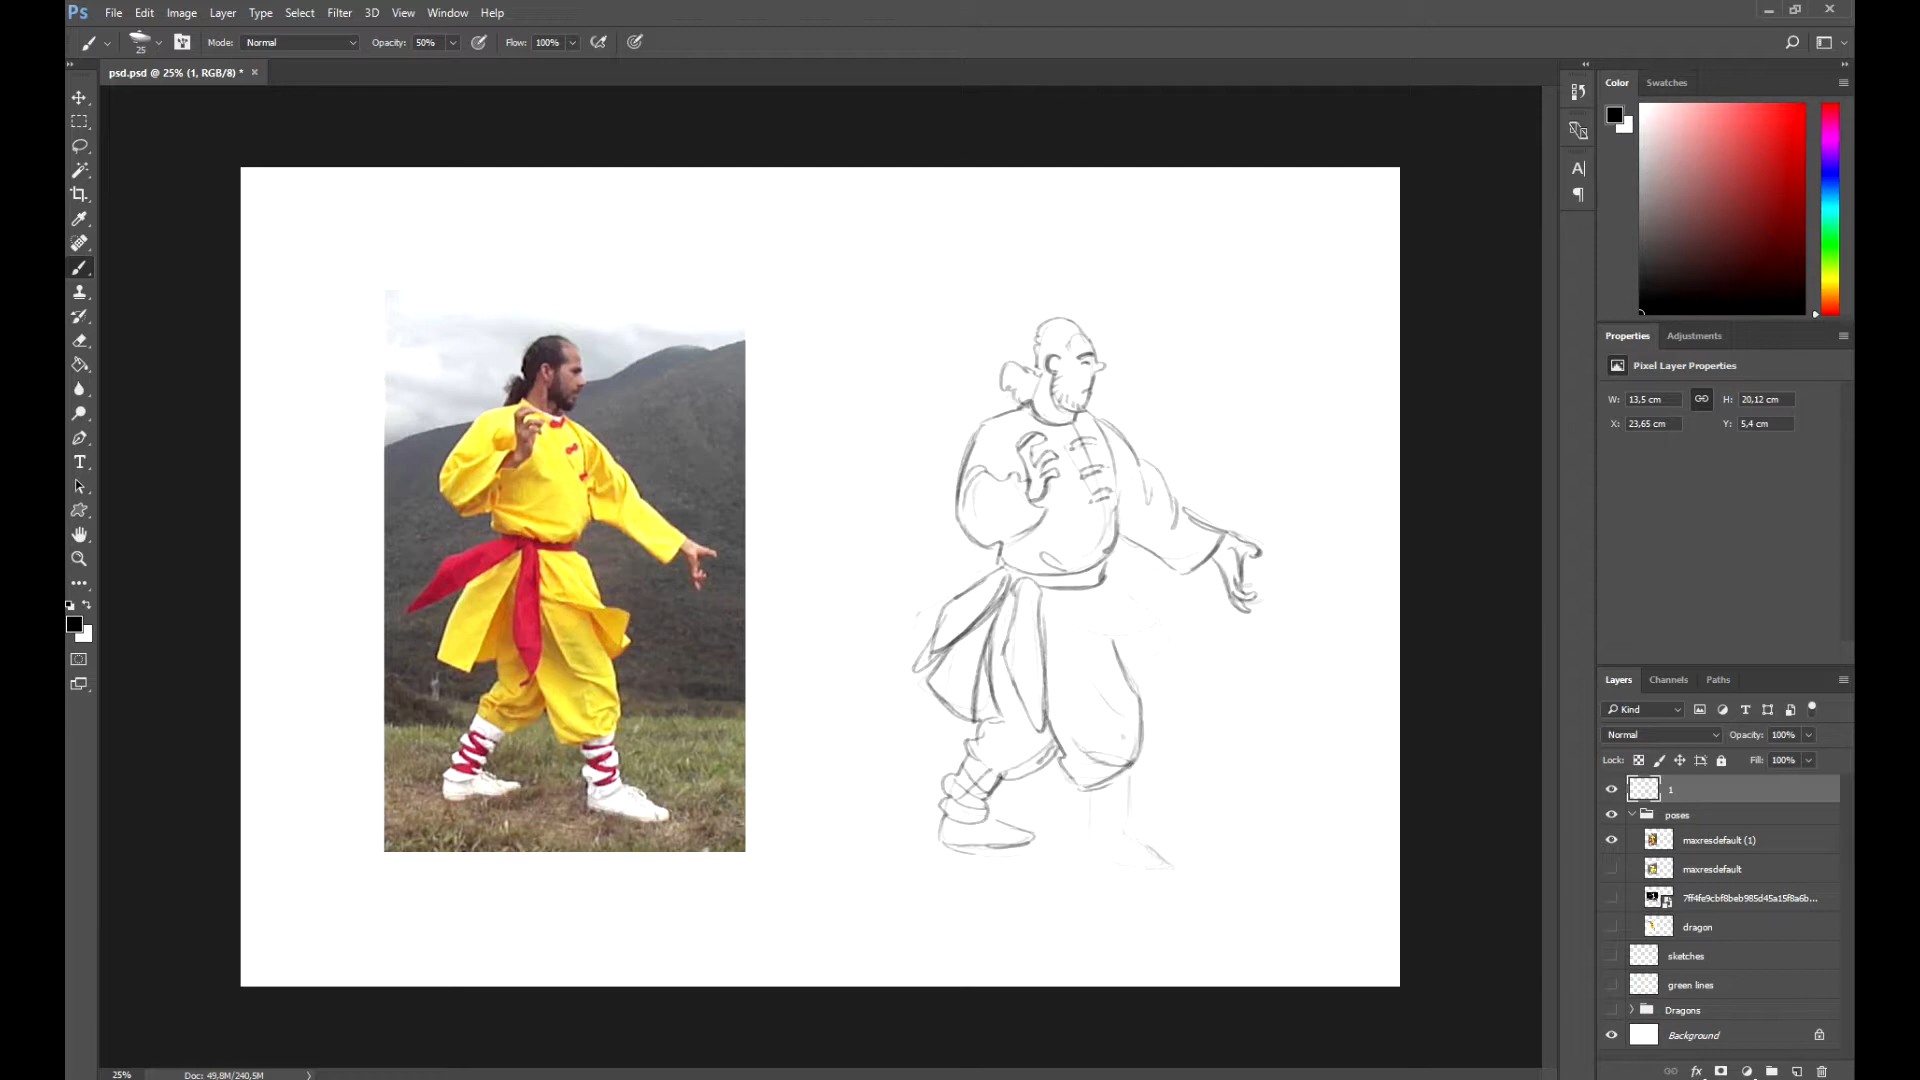 Ps File Edit Image Layer Type Select Filter 3D View Window Help
25 Mode: Normal Opacity: 50% Flow: 100%
psd.psd @ 25% (1, RGB/8) *
Color Swatches
Properties Adjustments
Pixel Layer Properties
W: 13,5 cm H: 20,12 cm
X: 23,65 cm Y: 5,4 cm
Layers Channels Paths
Kind
Normal Opacity: 100%
Lock: Fill: 100%
1
poses
maxresdefault (1)
maxresdefault
7ff4fe9cbf8beb985d45a15f8a6b...
dragon
sketches
green lines
Dragons
Background
25% Doc: 49,8M/240,5M